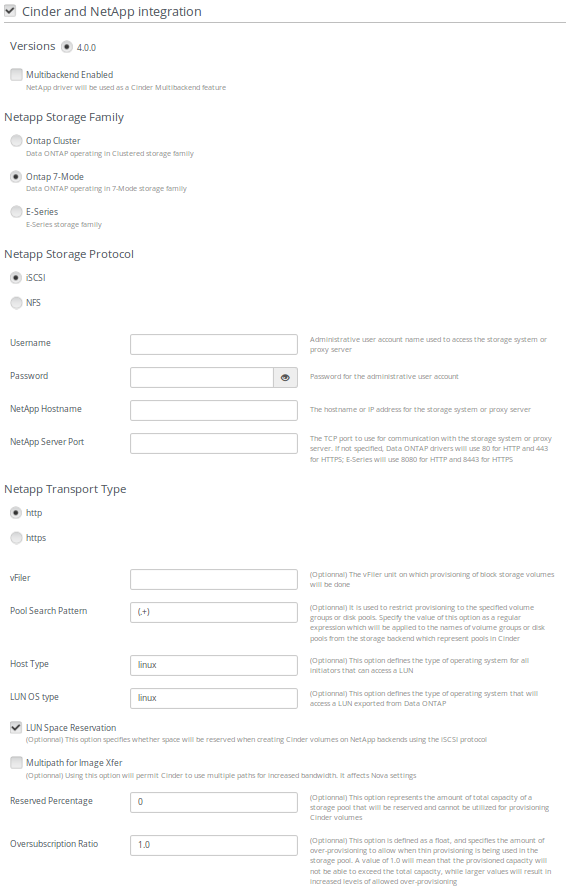 Cinder and NetApp integration
Versions 4.0.0
Multibackend Enabled
NetApp driver will be used as a Cinder Multibackend feature
Netapp Storage Family
Ontap Cluster
Data ONTAP operating in Clustered storage family
Ontap 7-Mode
Data ONTAP operating in 7-Mode storage family
E-Series
E-Series storage family
Netapp Storage Protocol
iSCSI
NFS
Username
Administrative user account name used to access the storage system or
proxy server
Password
Password for the administrative user account
NetApp Hostname
The hostname or IP address for the storage system or proxy server
NetApp Server Port
The TCP port to use for communication with the storage system or proxy
server. If not specified, Data ONTAP drivers will use 80 for HTTP and 443
for HTTPS; E-Series will use 8080 for HTTP and 8443 for HTTPS
Netapp Transport Type
http
https
vFiler
(Optionnal) The vFiler unit on which provisioning of block storage volumes
will be done
Pool Search Pattern
(.+)
(Optionnal) It is used to restrict provisioning to the specified volume
groups or disk pools. Specify the value of this option as a regular
expression which will be applied to the names of volume groups or disk
pools from the storage backend which represent pools in Cinder
Host Type
linux
(Optionnal) This option defines the type of operating system for all
initiators that can access a LUN
LUN OS type
linux
(Optionnal) This option defines the type of operating system that will
access a LUN exported from Data ONTAP
LUN Space Reservation
(Optionnal) This option specifies whether space will be reserved when creating Cinder volumes on NetApp backends using the iSCSI protocol
Multipath for Image Xfer
(Optionnal) Using this option will permit Cinder to use multiple paths for increased bandwidth. It affects Nova settings
Reserved Percentage
0
(Optionnal) This option represents the amount of total capacity of a
storage pool that will be reserved and cannot be utilized for provisioning
Cinder volumes
Oversubscription Ratio
1.0
(Optionnal) This option is defined as a float, and specifies the amount of
over-provisioning to allow when thin provisioning is being used in the
storage pool. A value of 1.0 will mean that the provisioned capacity will
not be able to exceed the total capacity, while larger values will result in
increased levels of allowed over-provisioning